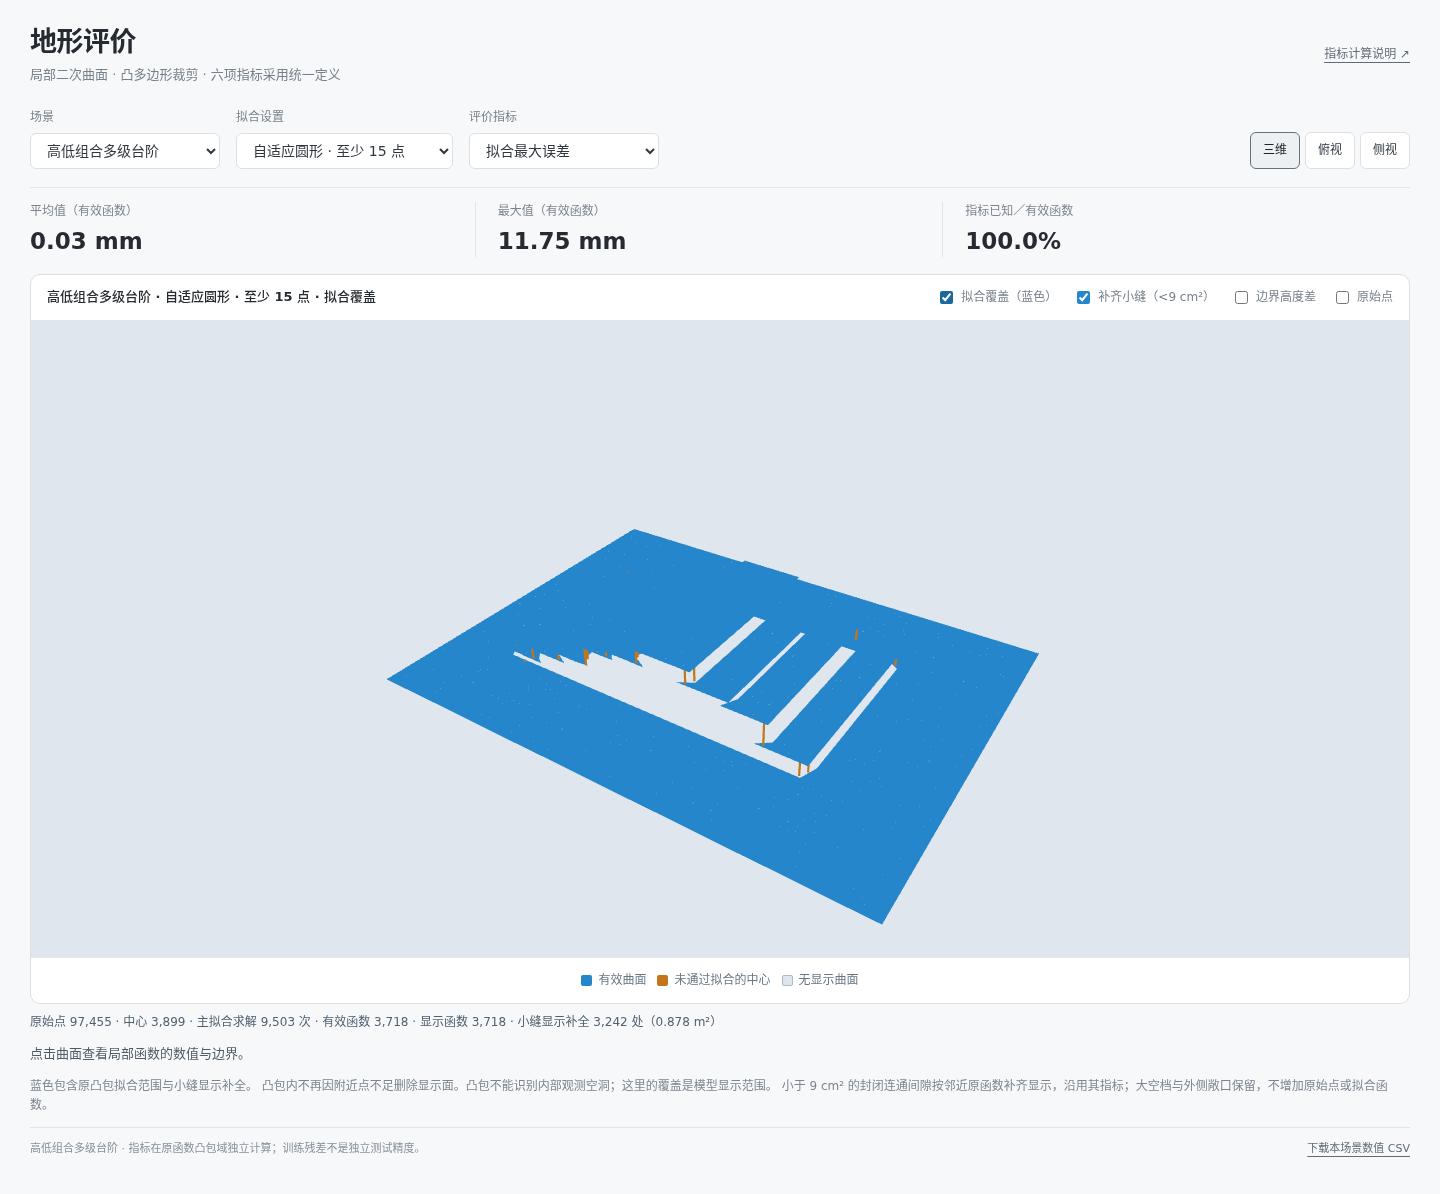 地形评价
局部二次曲面 · 凸多边形裁剪 · 六项指标采用统一定义
指标计算说明 ↗
场景
拟合设置
评价指标
高低组合多级台阶
自适应圆形 · 至少 15 点
拟合最大误差
三维
俯视
侧视
平均值（有效函数）
最大值（有效函数）
指标已知／有效函数
0.03 mm
11.75 mm
100.0%
高低组合多级台阶 · 自适应圆形 · 至少 15 点 · 拟合覆盖
拟合覆盖（蓝色）
补齐小缝（<9 cm²）
边界高度差
原始点
有效曲面
未通过拟合的中心
无显示曲面
原始点 97,455 · 中心 3,899 · 主拟合求解 9,503 次 · 有效函数 3,718 · 显示函数 3,718 · 小缝显示补全 3,242 处（0.878 m²）
点击曲面查看局部函数的数值与边界。
蓝色包含原凸包拟合范围与小缝显示补全。 凸包内不再因附近点不足删除显示面。凸包不能识别内部观测空洞；这里的覆盖是模型显示范围。 小于 9 cm² 的封闭连通间隙按邻近原函数补齐显示，沿用其指标；大空档与外侧敞口保留，不增加原始点或拟合函
数。
高低组合多级台阶 · 指标在原函数凸包域独立计算；训练残差不是独立测试精度。
下载本场景数值 CSV